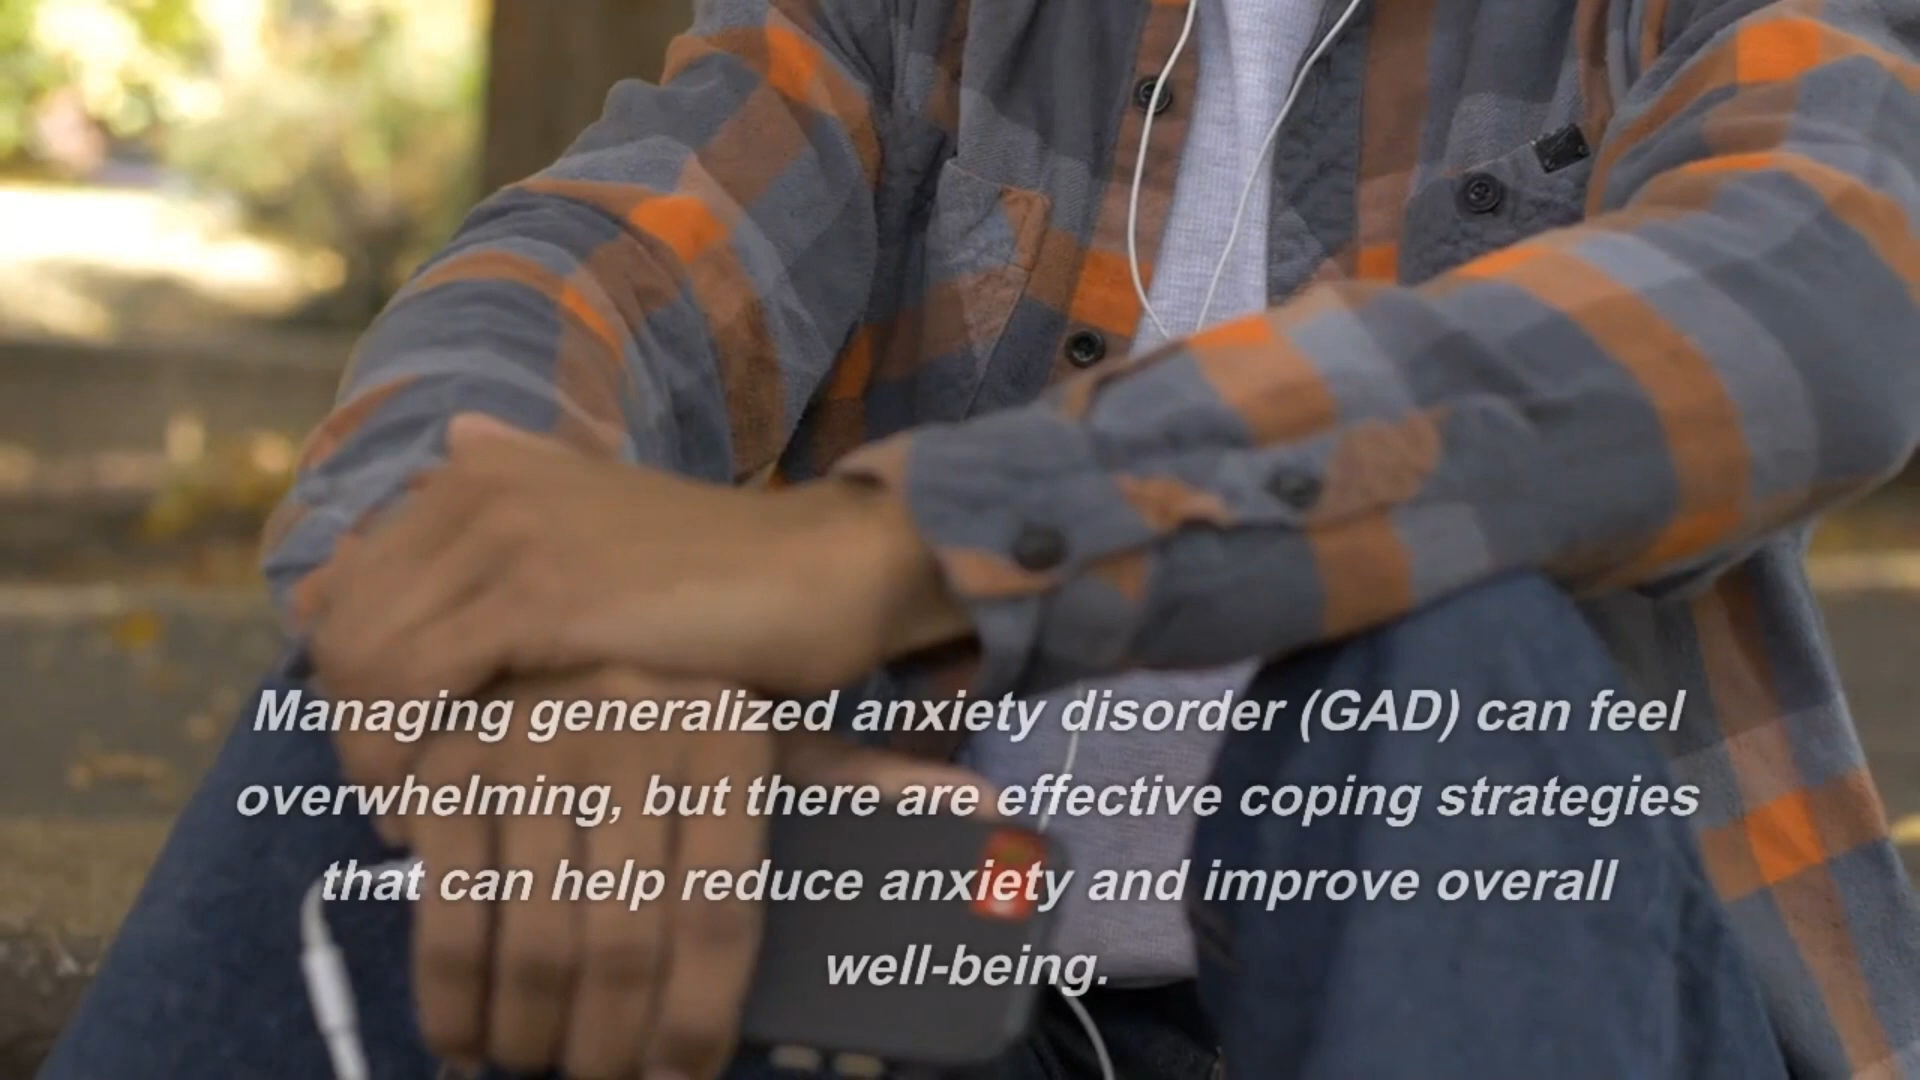 Managing generalized anxiety disorder (GAD) can feel
overwhelming, but there are effective coping strategies
that can help reduce anxiety and improve overall
well-being.